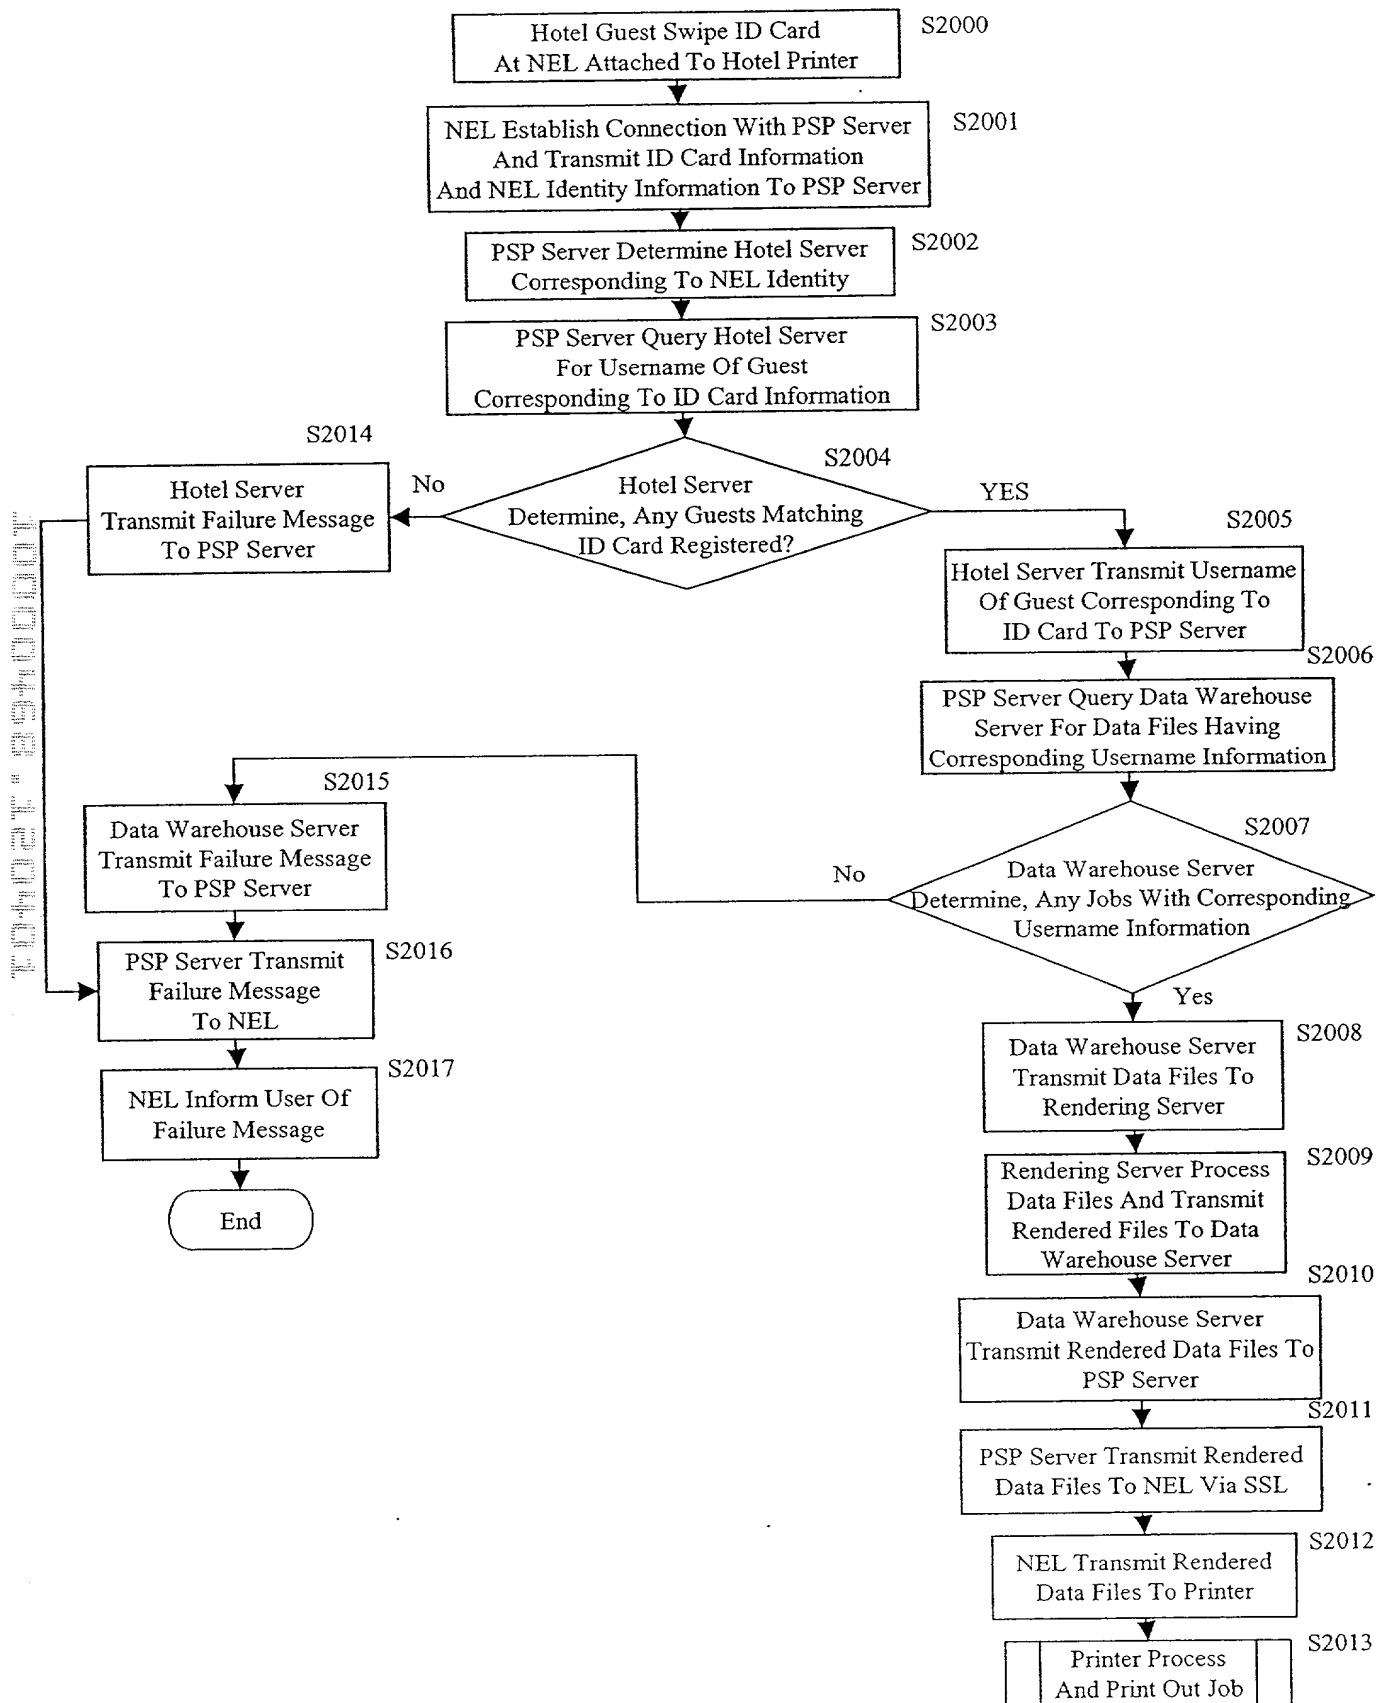 Hotel Guest Swipe ID Card
At NEL Attached To Hotel Printer
S2000
NEL Establish Connection With PSP Server
And Transmit ID Card Information
And NEL Identity Information To PSP Server
S2001
PSP Server Determine Hotel Server
Corresponding To NEL Identity
S2002
PSP Server Query Hotel Server
For Username Of Guest
Corresponding To ID Card Information
S2003
S2004
Hotel Server
Determine, Any Guests Matching
ID Card Registered?
No
YES
S2014
Hotel Server
Transmit Failure Message
To PSP Server
S2005
Hotel Server Transmit Username
Of Guest Corresponding To
ID Card To PSP Server
S2006
PSP Server Query Data Warehouse
Server For Data Files Having
Corresponding Username Information
S2007
Data Warehouse Server
Determine, Any Jobs With Corresponding
Username Information
No
Yes
S2015
Data Warehouse Server
Transmit Failure Message
To PSP Server
S2016
PSP Server Transmit
Failure Message
To NEL
S2017
NEL Inform User Of
Failure Message
End
S2008
Data Warehouse Server
Transmit Data Files To
Rendering Server
S2009
Rendering Server Process
Data Files And Transmit
Rendered Files To Data
Warehouse Server
S2010
Data Warehouse Server
Transmit Rendered Data Files To
PSP Server
S2011
PSP Server Transmit Rendered
Data Files To NEL Via SSL
S2012
NEL Transmit Rendered
Data Files To Printer
S2013
Printer Process
And Print Out Job